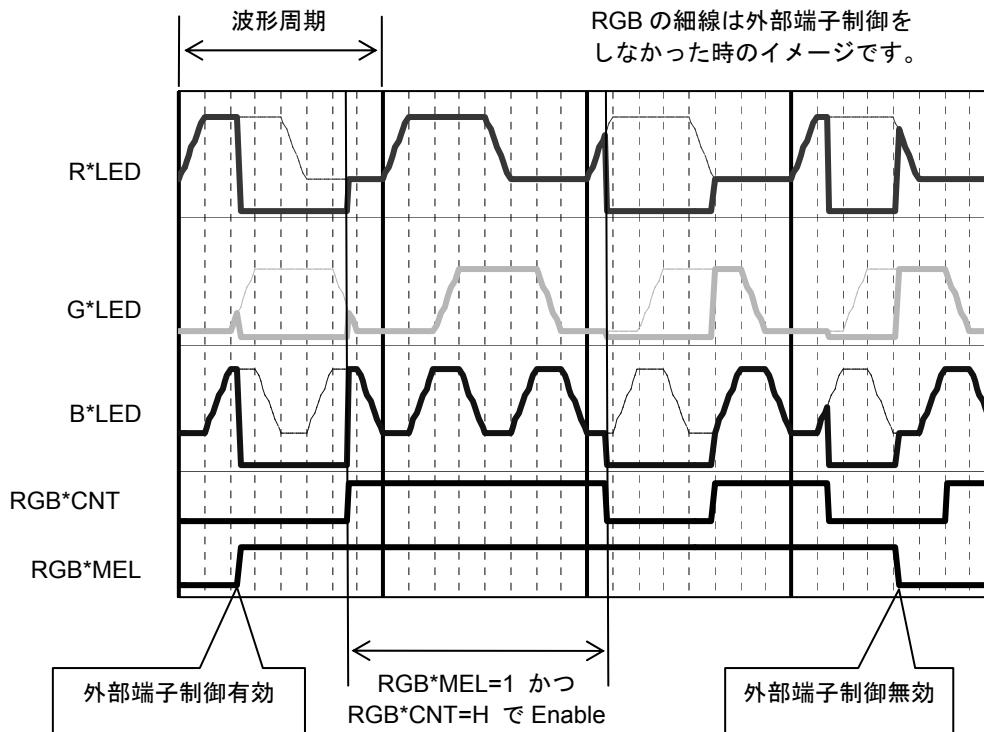 波形周期
RGB の細線は外部端子制御を
しなかった時のイメージです。
R*LED
G*LED
B*LED
RGB*CNT
RGB*MEL
外部端子制御有効
RGB*MEL=1 かつ
RGB*CNT=H で Enable
外部端子制御無効